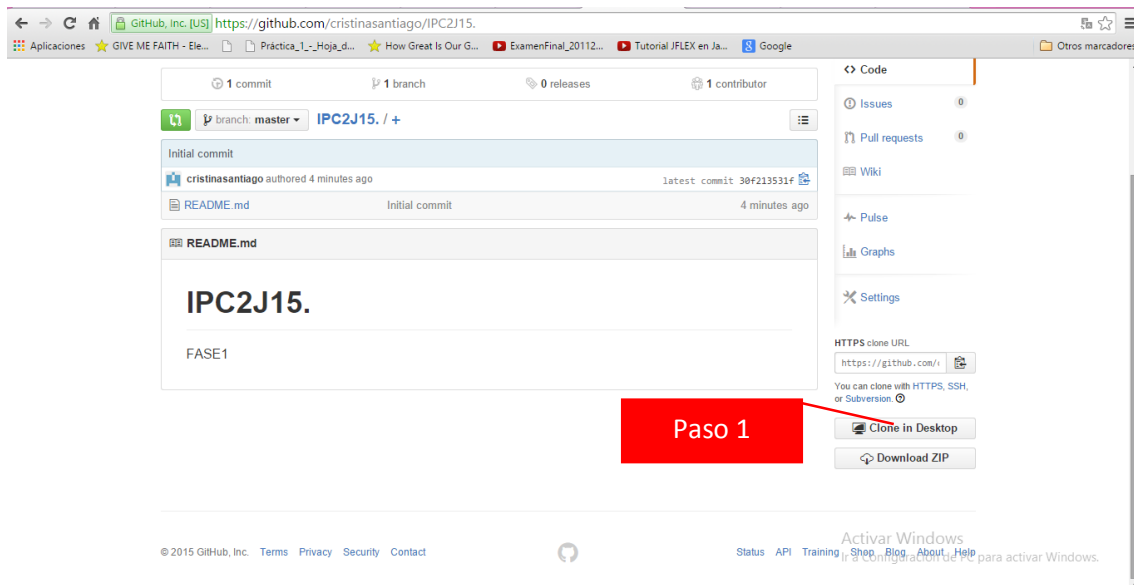 GitHub, Inc. [US] https://github.com/cristinasantiago/IPC2J15.
Aplicaciones GIVE ME FAITH - Ele... Práctica_1_-_Hoja_d... How Great Is Our G... ExamenFinal_20112... Tutorial JFLEX en Ja... Google Otros marcadores
1 commit 1 branch 0 releases 1 contributor
branch: master IPC2J15. / +
Initial commit
cristinasantiago authored 4 minutes ago latest commit 30f213531f
README.md Initial commit 4 minutes ago
README.md
IPC2J15.
FASE1
<> Code
Issues 0
Pull requests 0
Wiki
Pulse
Graphs
Settings
HTTPS clone URL
https://github.com/
You can clone with HTTPS, SSH,
or Subversion.
Paso 1
Clone in Desktop
Download ZIP
© 2015 GitHub, Inc. Terms Privacy Security Contact
Status API Training Shop Blog About Help
Activar Windows
Ir a Configuración de PC para activar Windows.